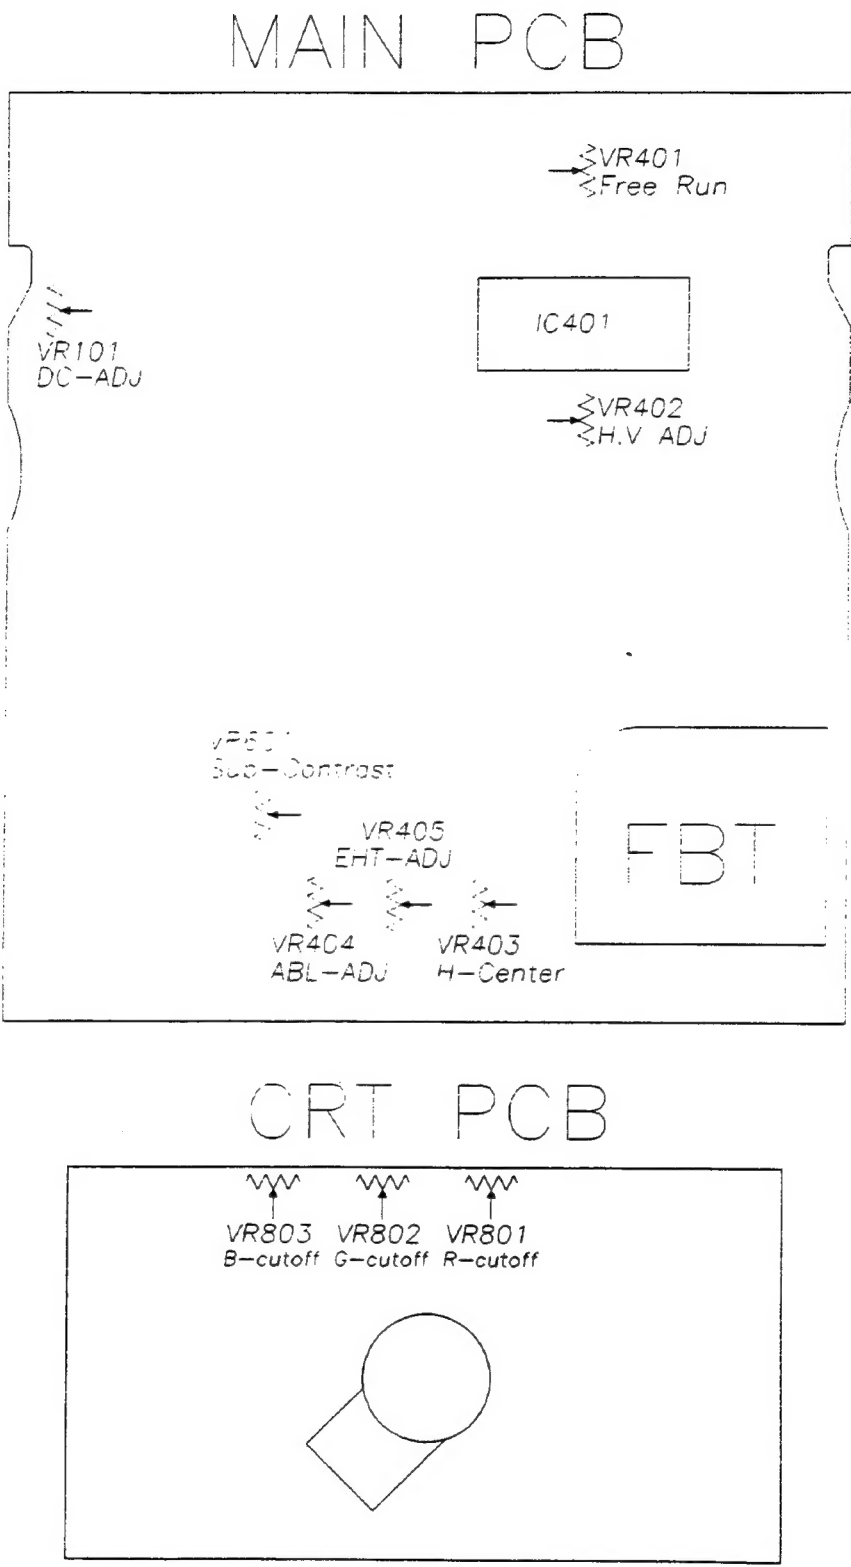 MAIN PCB
VR401
Free Run
IC401
VR101
DC-ADJ
VR402
H.V ADJ
VR601
Sub-Contrast
VR405
EHT-ADJ
FBT
VR404
ABL-ADJ
VR403
H-Center
CRT PCB
VR803 VR802 VR801
B-cutoff G-cutoff R-cutoff